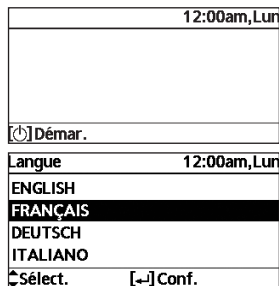 12:00am,Lun
[⏻]Démar.
Langue 12:00am,Lun
ENGLISH
FRANÇAIS
DEUTSCH
ITALIANO
Sélect. [↵]Conf.